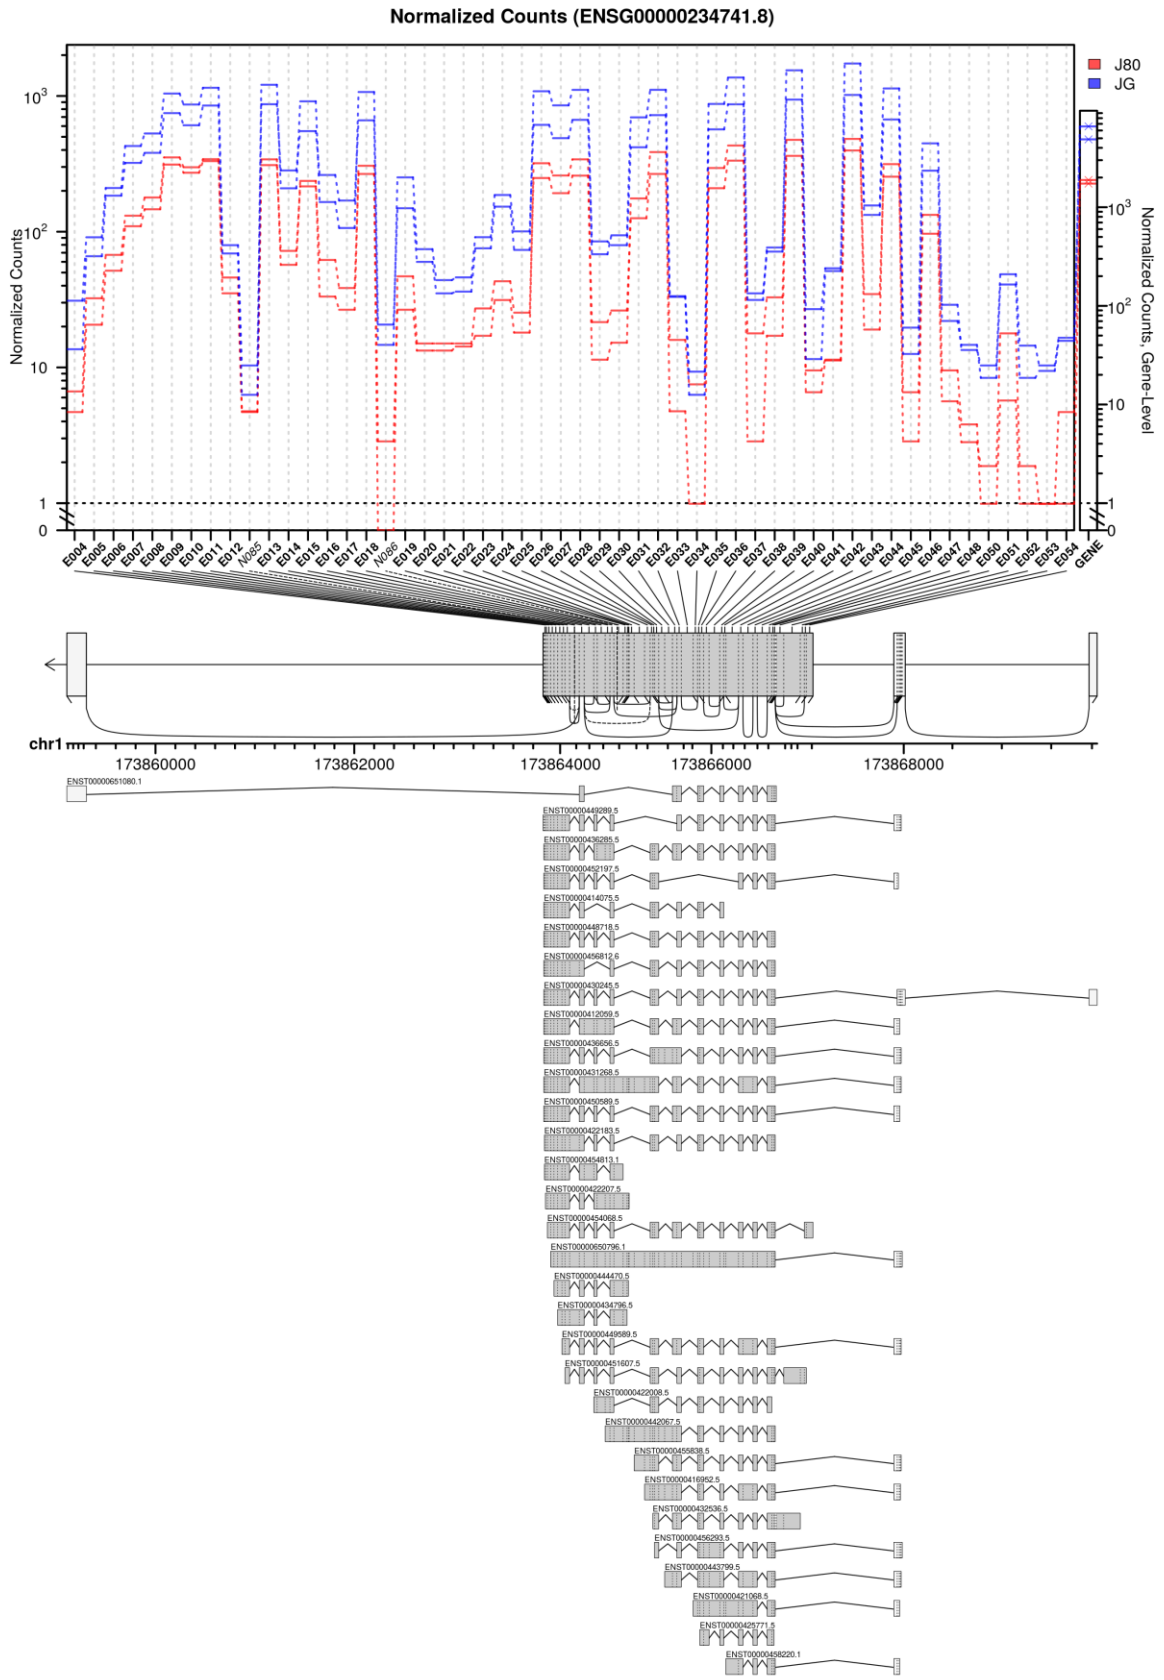 Normalized Counts (ENSG00000234741.8)
J80
JG
Normalized Counts
10³
10²
10
1
0
Normalized Counts, Gene-Level
10³
10²
10
1
0
E004 E005 E006 E007 E008 E009 E010 E011 E012 N085 E013 E014 E015 E016 E017 E018 N086 E019 E020 E021 E022 E023 E024 E025 E026 E027 E028 E029 E030 E031 E032 E033 E034 E035 E036 E037 E038 E039 E040 E041 E042 E043 E044 E045 E046 E047 E048 E050 E051 E052 E053 E054 GENE
chr1
173860000 173862000 173864000 173866000 173868000
ENST00000651080.1
ENST00000449289.5
ENST00000436285.5
ENST00000452197.5
ENST00000414075.5
ENST00000448718.5
ENST00000456812.6
ENST00000430245.5
ENST00000412059.5
ENST00000436656.5
ENST00000431268.5
ENST00000450589.5
ENST00000422183.5
ENST00000454813.1
ENST00000422207.5
ENST00000454068.5
ENST00000650796.1
ENST00000444470.5
ENST00000434796.5
ENST00000449589.5
ENST00000451607.5
ENST00000422008.5
ENST00000442067.5
ENST00000455838.5
ENST00000416952.5
ENST00000432536.5
ENST00000456293.5
ENST00000443799.5
ENST00000421068.5
ENST00000425771.5
ENST00000458220.1